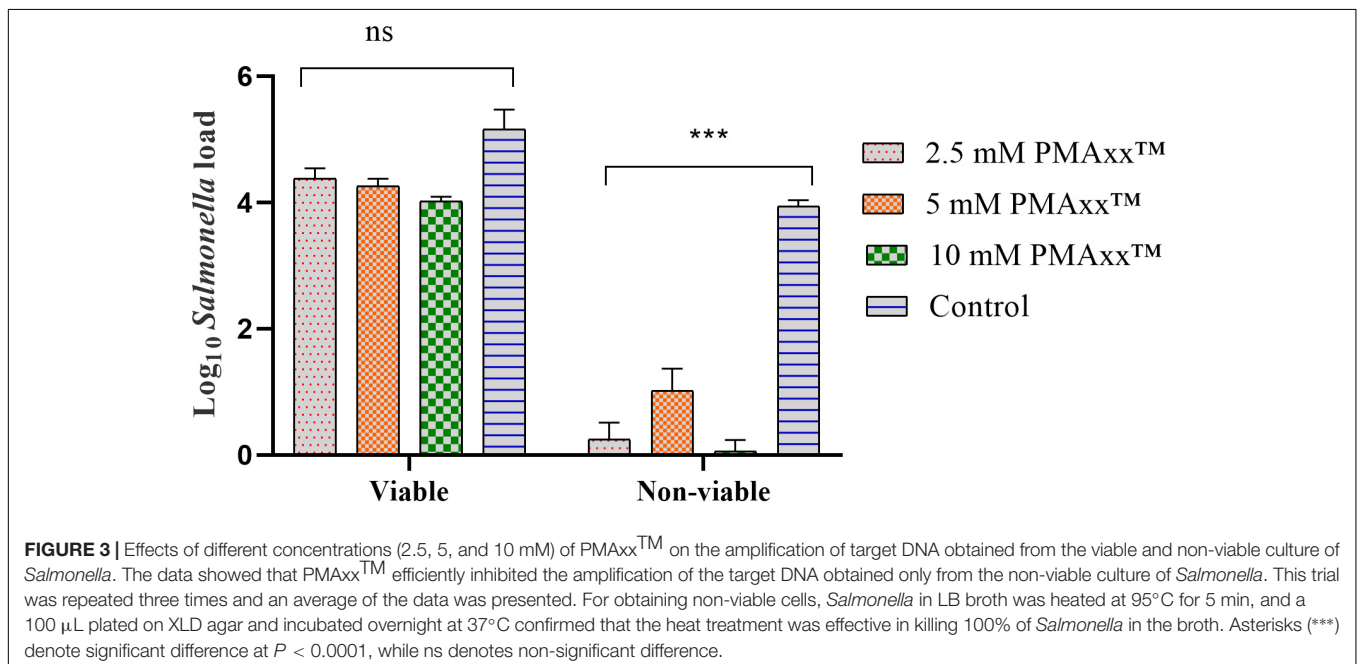 ns
***
6
4
2
0
Log10 Salmonella load
Viable
Non-viable
2.5 mM PMAxx™
5 mM PMAxx™
10 mM PMAxx™
Control
FIGURE 3 | Effects of different concentrations (2.5, 5, and 10 mM) of PMAxx™ on the amplification of target DNA obtained from the viable and non-viable culture of
Salmonella. The data showed that PMAxx™ efficiently inhibited the amplification of the target DNA obtained only from the non-viable culture of Salmonella. This trial
was repeated three times and an average of the data was presented. For obtaining non-viable cells, Salmonella in LB broth was heated at 95°C for 5 min, and a
100 μL plated on XLD agar and incubated overnight at 37°C confirmed that the heat treatment was effective in killing 100% of Salmonella in the broth. Asterisks (***)
denote significant difference at P < 0.0001, while ns denotes non-significant difference.